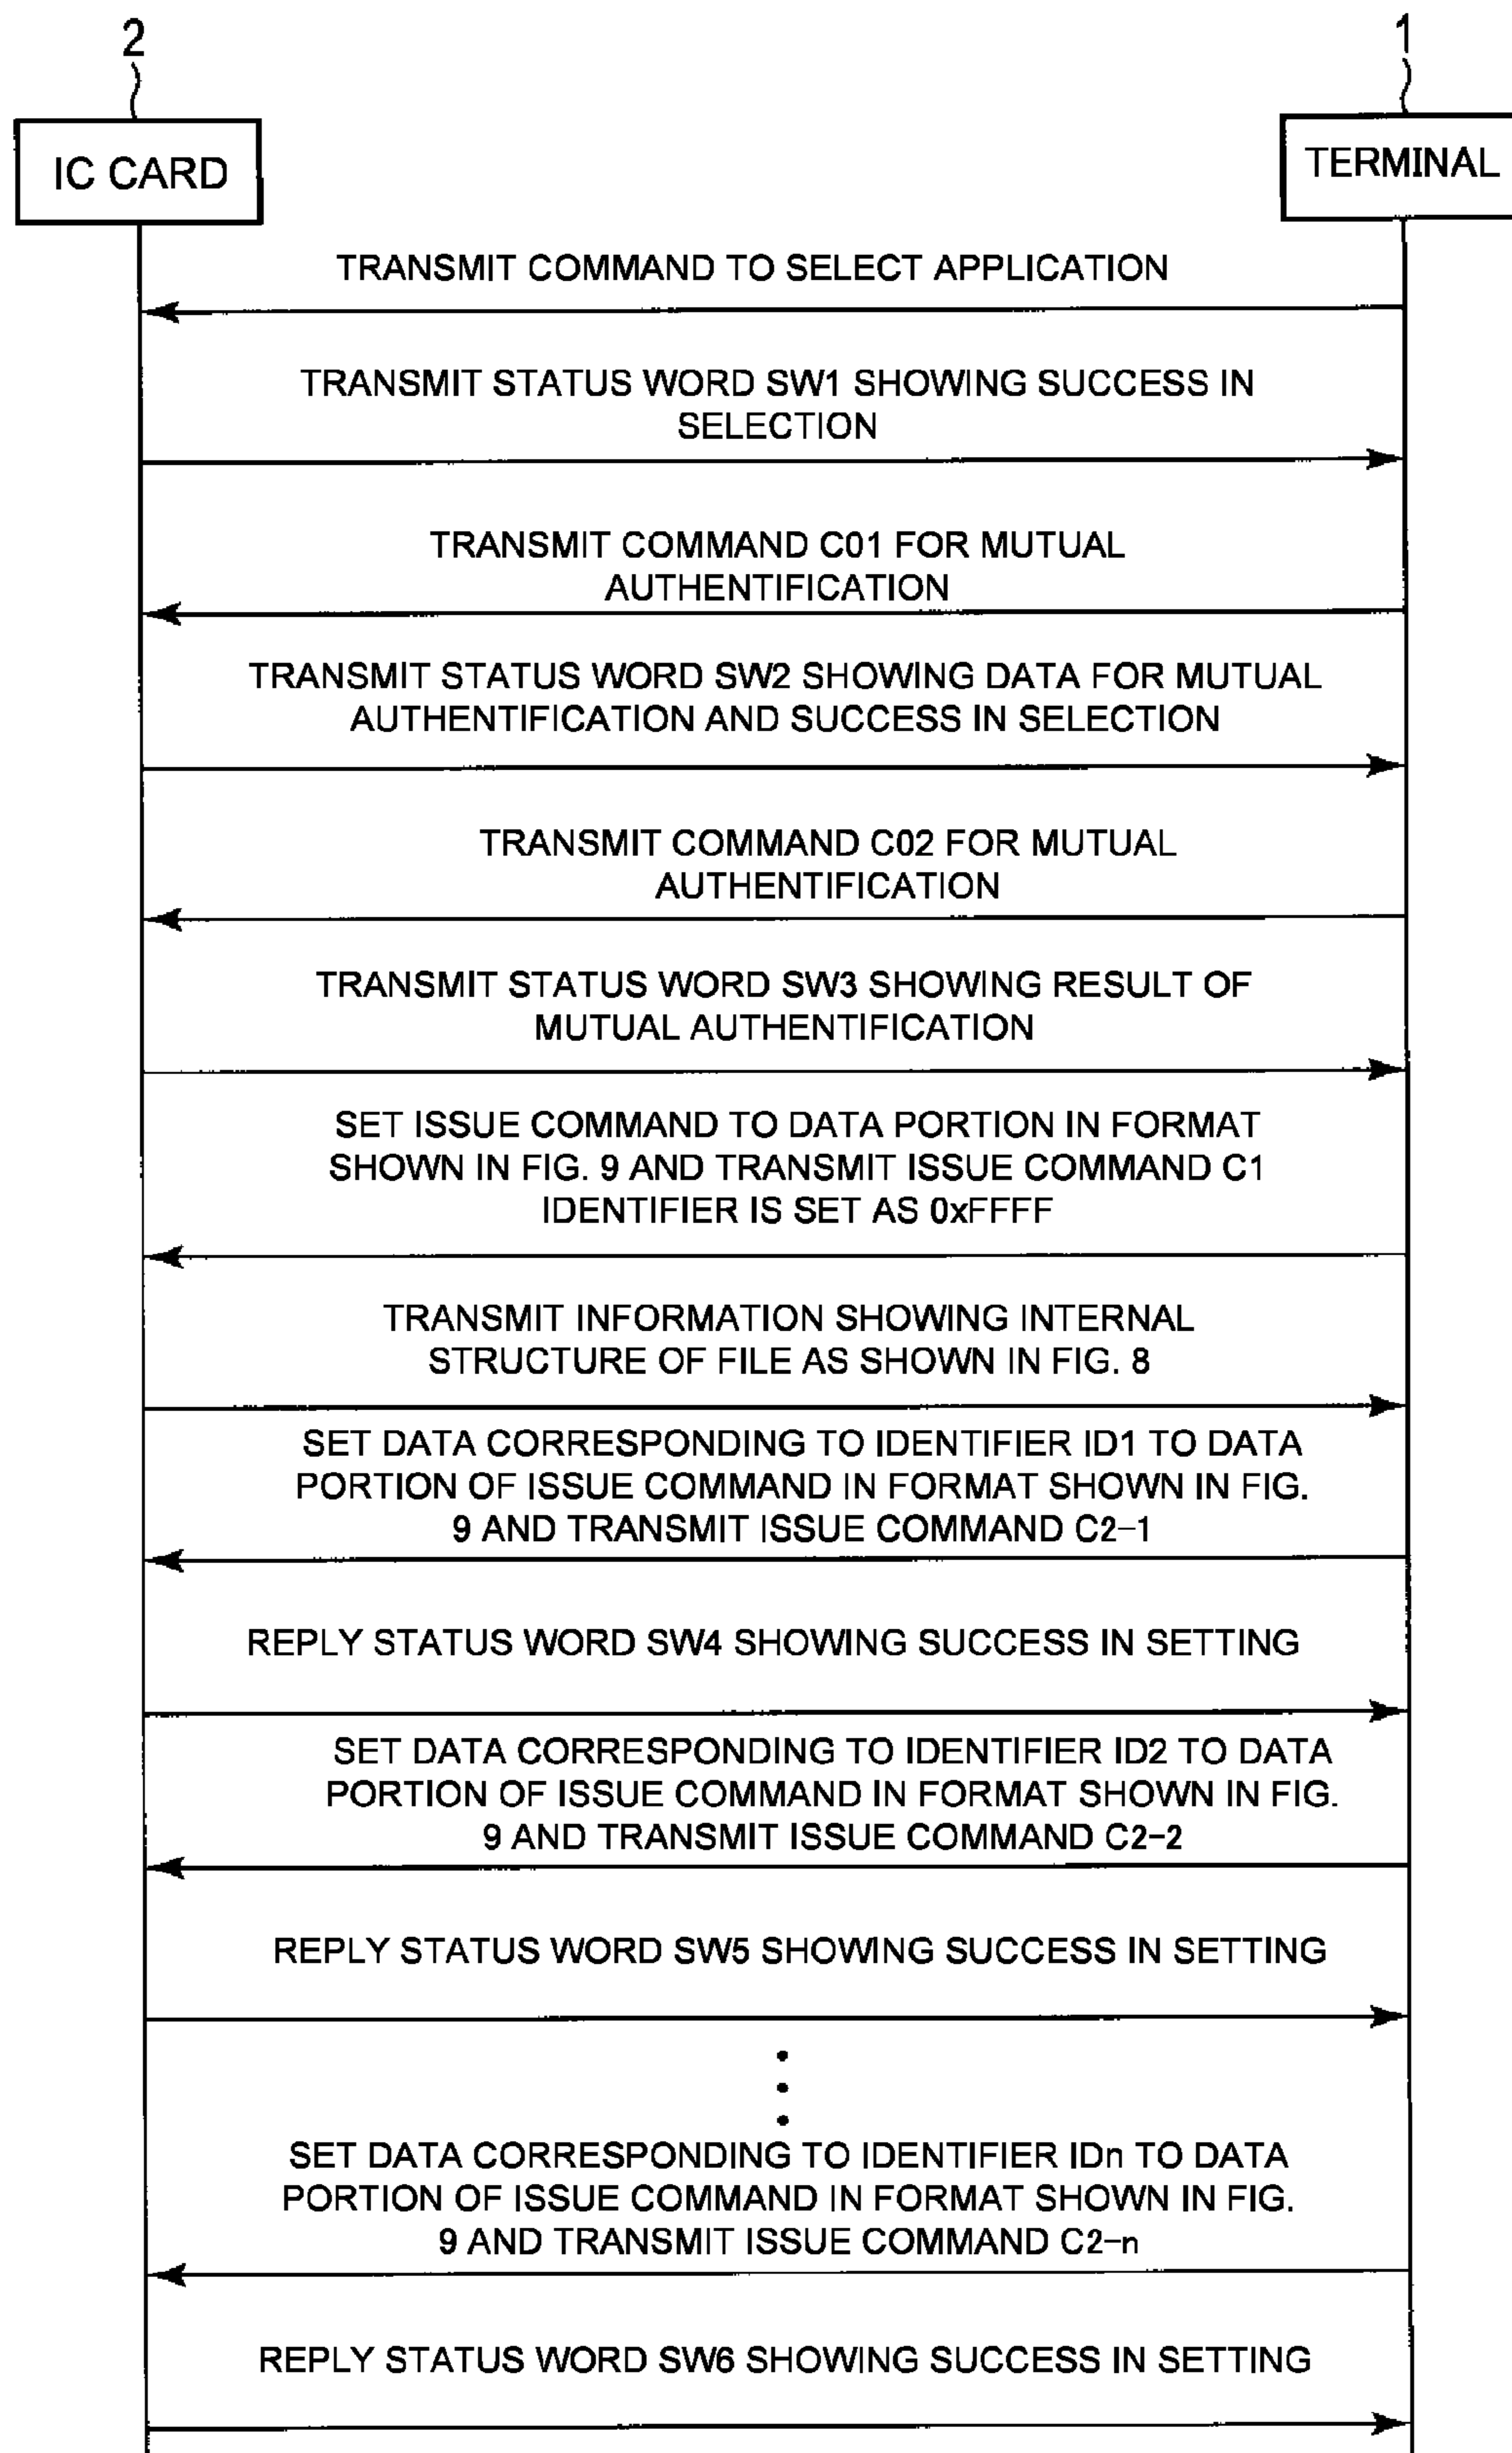 2
1
IC CARD
TERMINAL
TRANSMIT COMMAND TO SELECT APPLICATION
TRANSMIT STATUS WORD SW1 SHOWING SUCCESS IN
SELECTION
TRANSMIT COMMAND C01 FOR MUTUAL
AUTHENTIFICATION
TRANSMIT STATUS WORD SW2 SHOWING DATA FOR MUTUAL
AUTHENTIFICATION AND SUCCESS IN SELECTION
TRANSMIT COMMAND C02 FOR MUTUAL
AUTHENTIFICATION
TRANSMIT STATUS WORD SW3 SHOWING RESULT OF
MUTUAL AUTHENTIFICATION
SET ISSUE COMMAND TO DATA PORTION IN FORMAT
SHOWN IN FIG. 9 AND TRANSMIT ISSUE COMMAND C1
IDENTIFIER IS SET AS 0xFFFF
TRANSMIT INFORMATION SHOWING INTERNAL
STRUCTURE OF FILE AS SHOWN IN FIG. 8
SET DATA CORRESPONDING TO IDENTIFIER ID1 TO DATA
PORTION OF ISSUE COMMAND IN FORMAT SHOWN IN FIG.
9 AND TRANSMIT ISSUE COMMAND C2-1
REPLY STATUS WORD SW4 SHOWING SUCCESS IN SETTING
SET DATA CORRESPONDING TO IDENTIFIER ID2 TO DATA
PORTION OF ISSUE COMMAND IN FORMAT SHOWN IN FIG.
9 AND TRANSMIT ISSUE COMMAND C2-2
REPLY STATUS WORD SW5 SHOWING SUCCESS IN SETTING
SET DATA CORRESPONDING TO IDENTIFIER IDn TO DATA
PORTION OF ISSUE COMMAND IN FORMAT SHOWN IN FIG.
9 AND TRANSMIT ISSUE COMMAND C2-n
REPLY STATUS WORD SW6 SHOWING SUCCESS IN SETTING